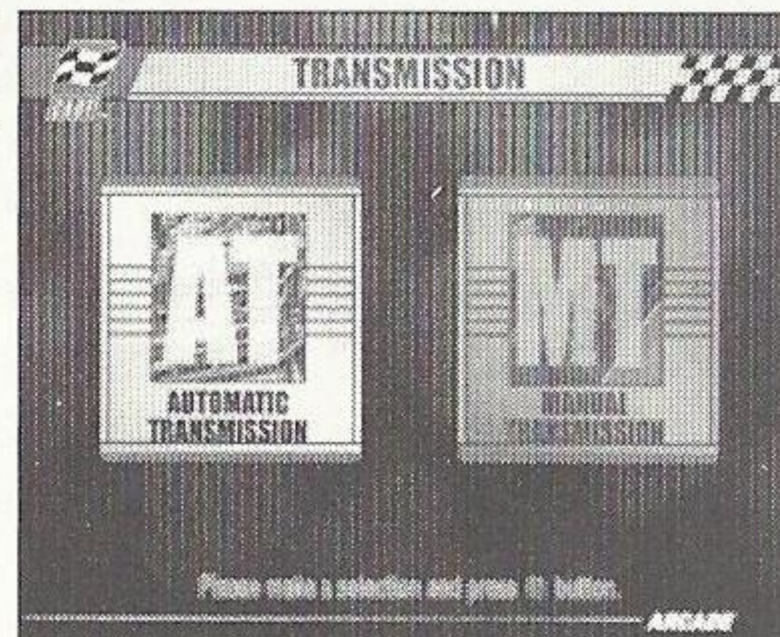 TRANSMISSION
AT
AUTOMATIC
TRANSMISSION
MT
MANUAL
TRANSMISSION
Please make a selection and press button.
ARCADE